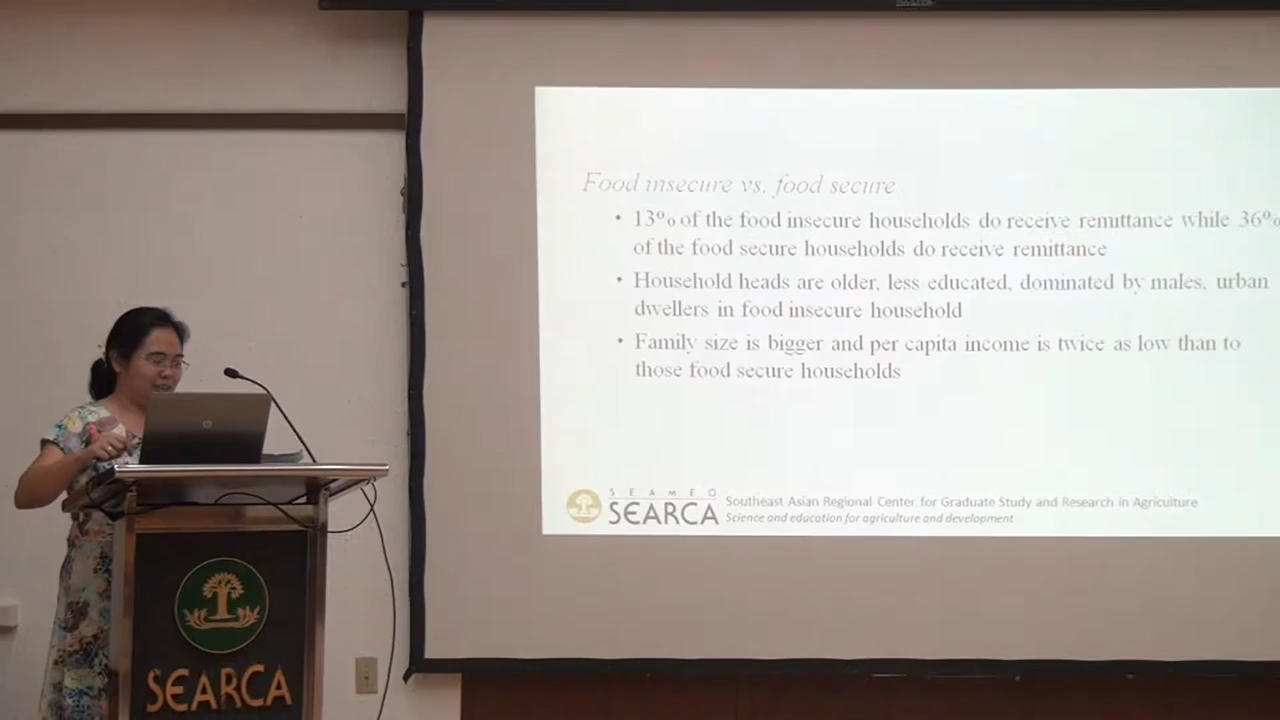 Food insecure vs. food secure
• 13% of the food insecure households do receive remittance while 36%
of the food secure households do receive remittance
• Household heads are older, less educated, dominated by males, urban
dwellers in food insecure household
• Family size is bigger and per capita income is twice as low than to
those food secure households
SEAMEO
SEARCA
Southeast Asian Regional Center for Graduate Study and Research in Agriculture
Science and education for agriculture and development
hp
SEARCA